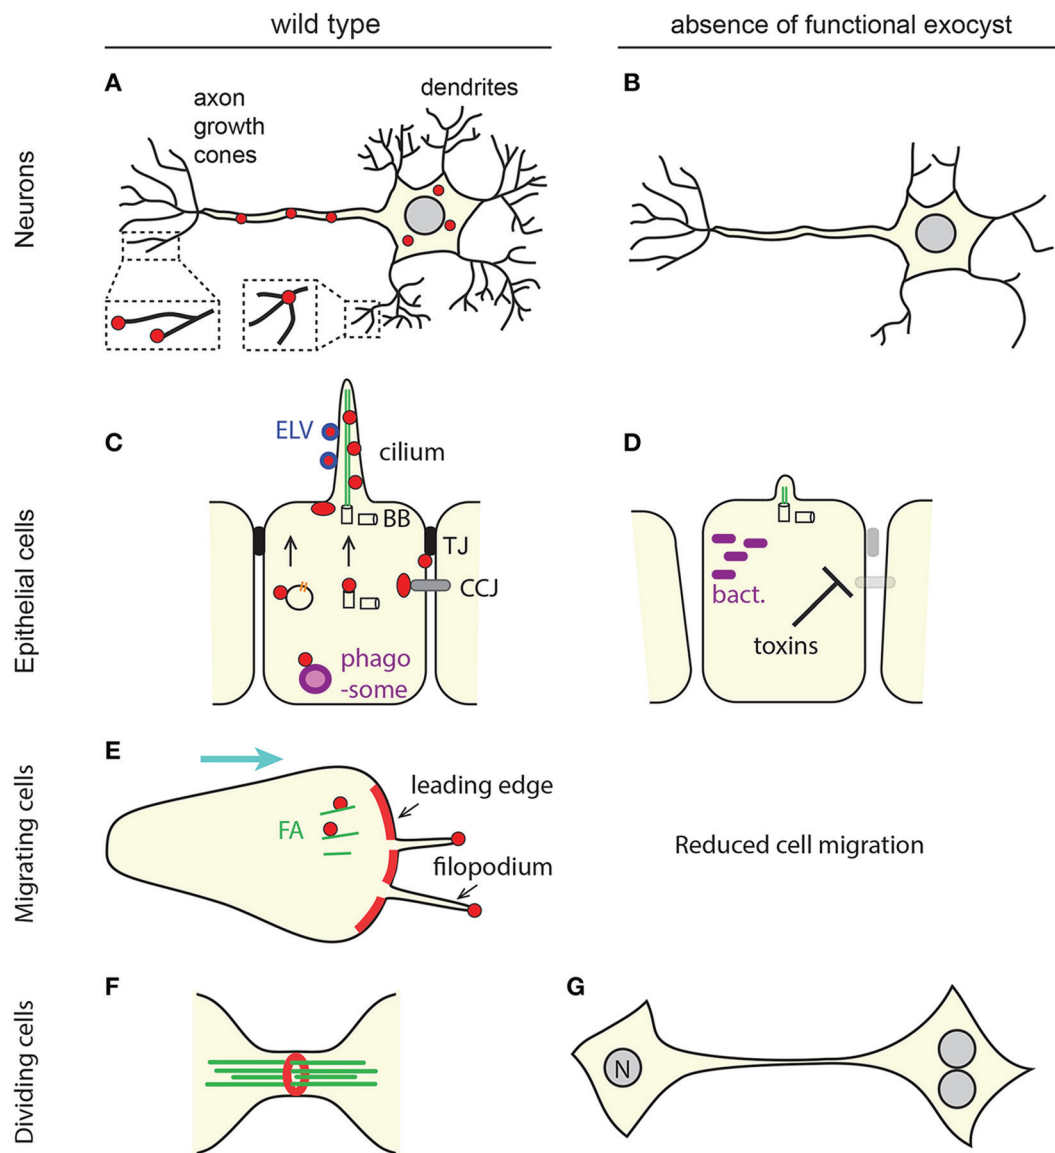 wild type
absence of functional exocyst
Neurons
A
axon
growth
cones
dendrites
B
Epithelial cells
C
ELV
cilium
BB
TJ
CCJ
phago
-some
D
bact.
toxins
Migrating cells
E
leading edge
FA
filopodium
Reduced cell migration
Dividing cells
F
G
N